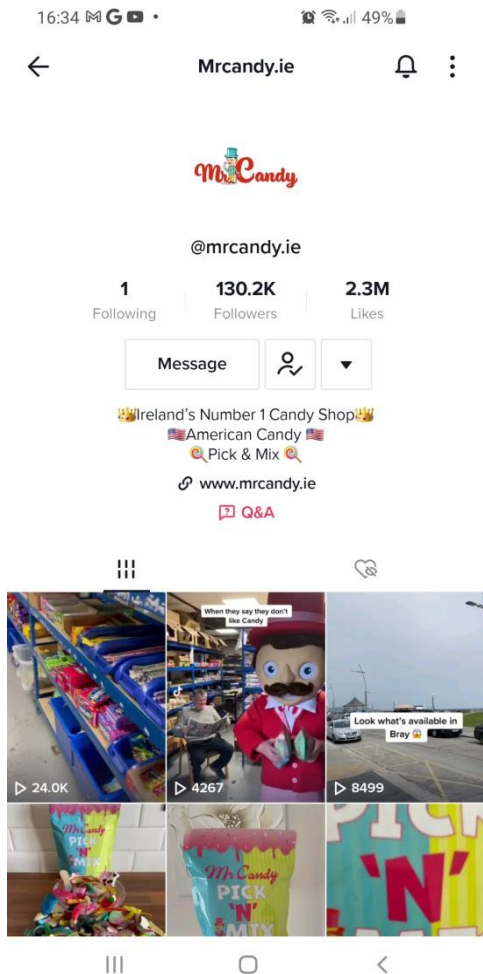 16:34
49%
Mrcandy.ie
Mr Candy
@mrcandy.ie
1 130.2K 2.3M
Following Followers Likes
Message
👑Ireland's Number 1 Candy Shop👑
🇺🇸American Candy 🇺🇸
🍭Pick & Mix 🍭
www.mrcandy.ie
Q&A
When they say they don't
like Candy
Look what's available in
Bray 😱
24.0K
4267
8499
Mr Candy
PICK
'N'
MIX
Mr Candy
PICK
'N'
MIX
PICK
'N'